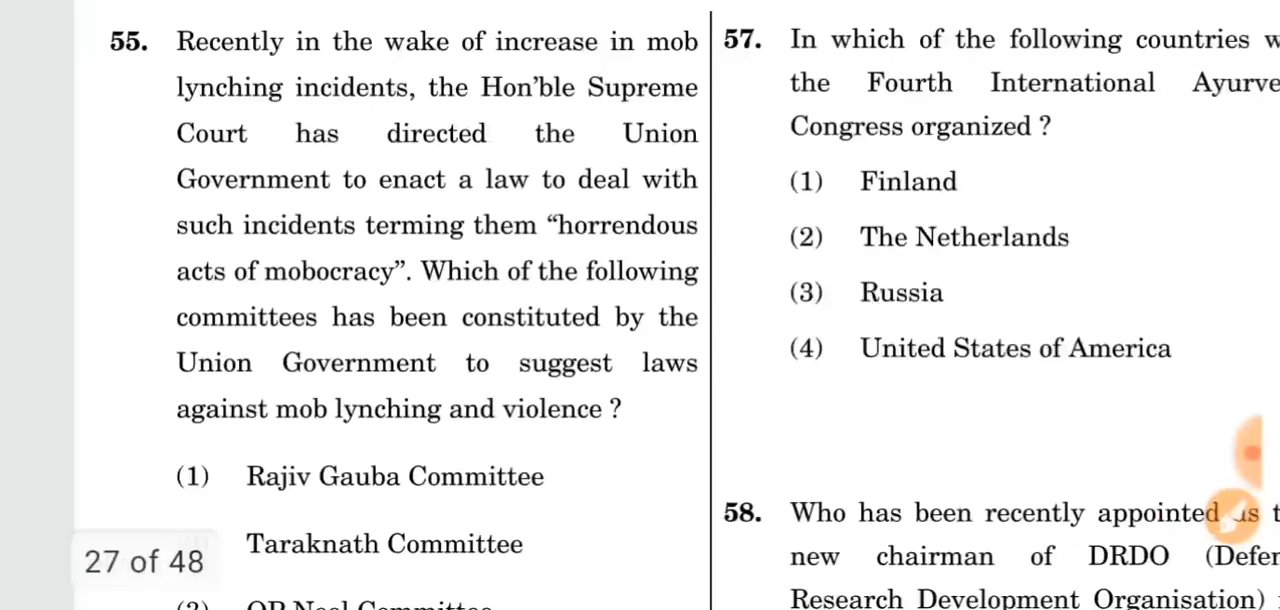 55. Recently in the wake of increase in mob
lynching incidents, the Hon’ble Supreme
Court has directed the Union
Government to enact a law to deal with
such incidents terming them “horrendous
acts of mobocracy”. Which of the following
committees has been constituted by the
Union Government to suggest laws
against mob lynching and violence ?
(1) Rajiv Gauba Committee
Taraknath Committee
27 of 48
57. In which of the following countries
the Fourth International Ayurve
Congress organized ?
(1) Finland
(2) The Netherlands
(3) Russia
(4) United States of America
58. Who has been recently appointed
new chairman of DRDO (Defen
Research Development Organisation)